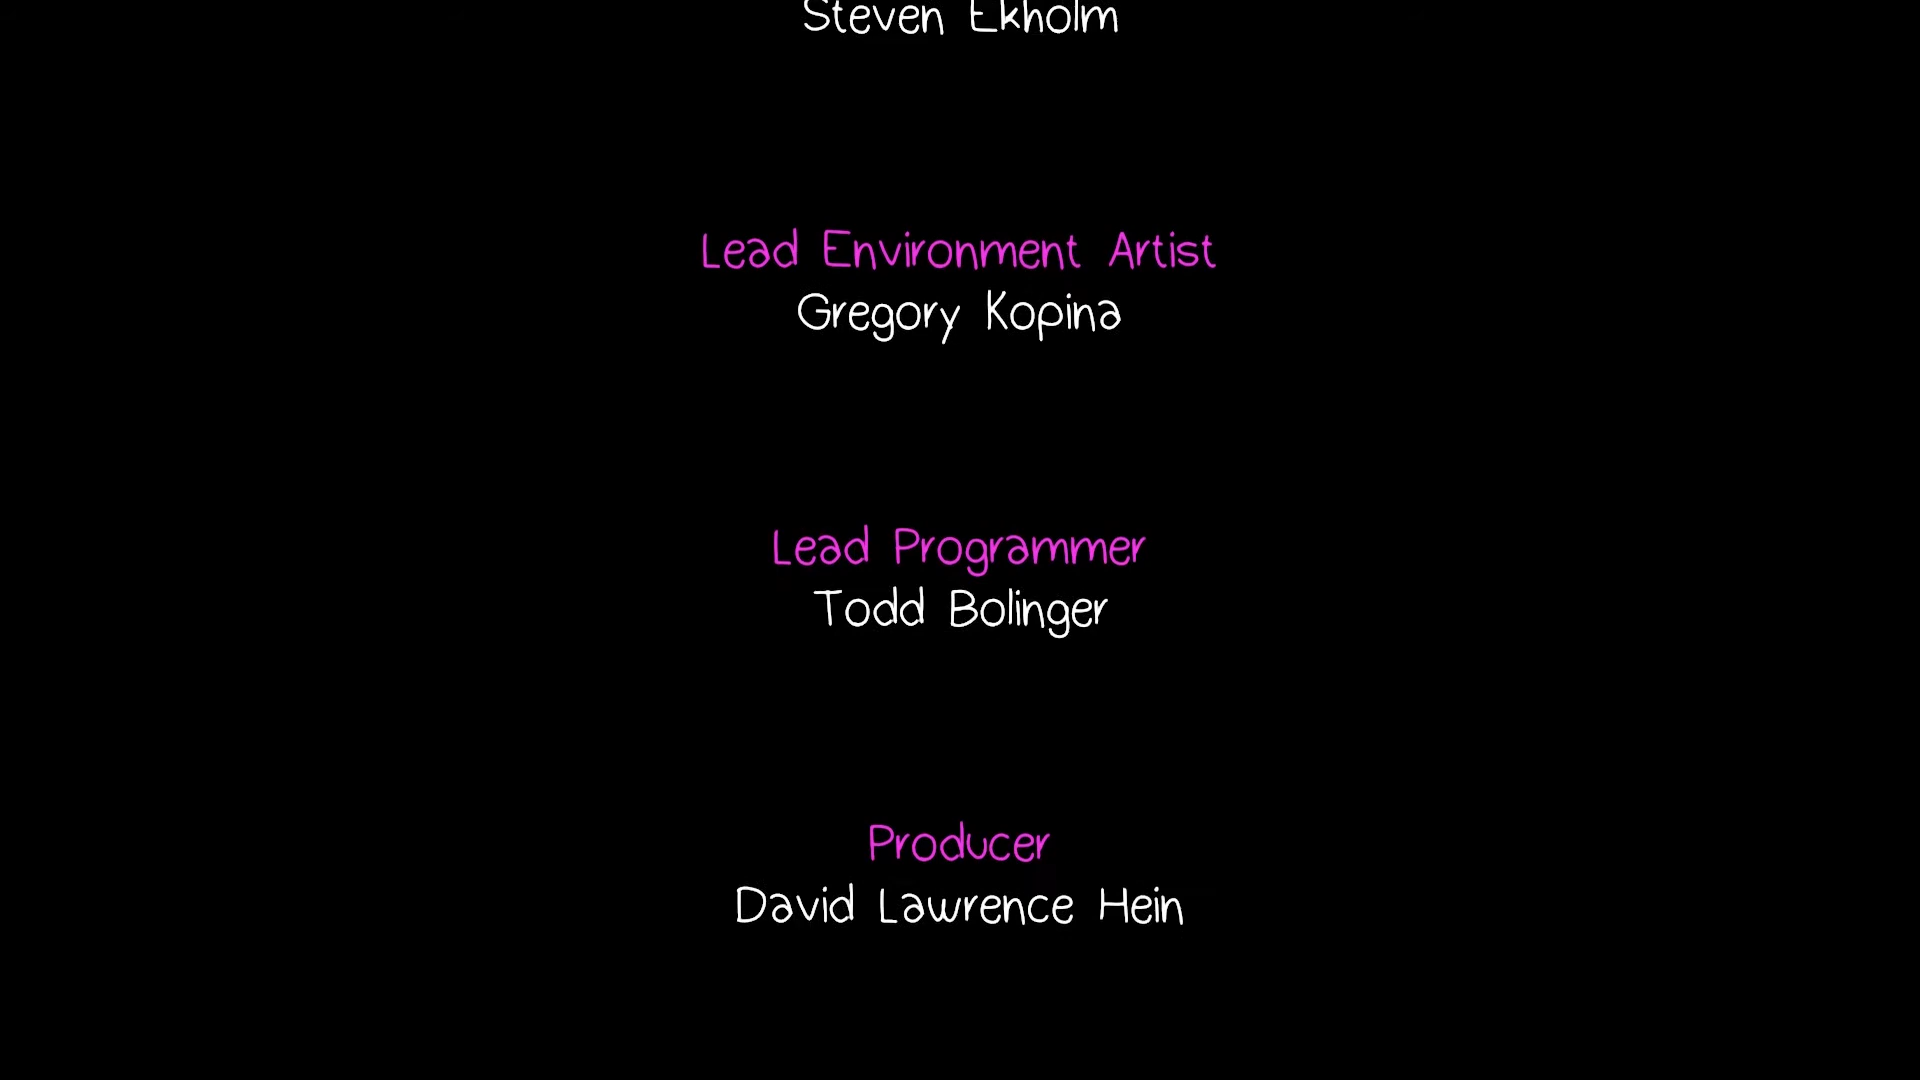 Steven Ekholm
Lead Environment Artist
Gregory Kopina
Lead Programmer
Todd Bolinger
Producer
David Lawrence Hein